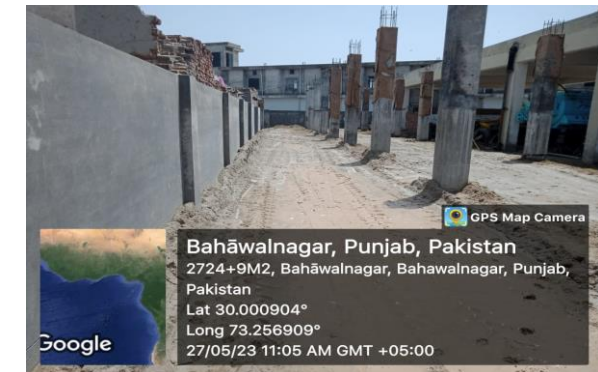 GPS Map Camera
Bahāwalnagar, Punjab, Pakistan
2724+9M2, Bahāwalnagar, Bahawalnagar, Punjab,
Pakistan
Lat 30.000904°
Long 73.256909°
27/05/23 11:05 AM GMT +05:00
Google